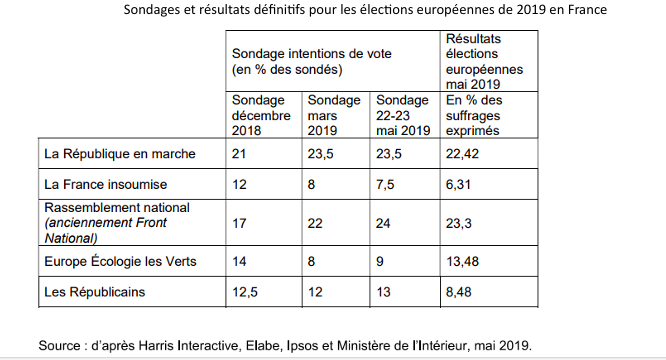 Sondages et résultats définitifs pour les élections européennes de 2019 en France
Sondage intentions de vote
(en % des sondés)
Résultats
élections
européennes
mai 2019
Sondage
décembre
2018
Sondage
mars
2019
Sondage
22-23
mai 2019
En % des
suffrages
exprimés
La République en marche 21 23,5 23,5 22,42
La France insoumise 12 8 7,5 6,31
Rassemblement national
(anciennement Front
National)
17 22 24 23,3
Europe Écologie les Verts 14 8 9 13,48
Les Républicains 12,5 12 13 8,48
Source : d’après Harris Interactive, Elabe, Ipsos et Ministère de l’Intérieur, mai 2019.